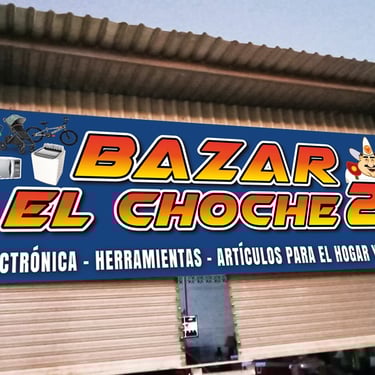 BAZAR
EL CHOCHE 2
CTRÓNICA - HERRAMIENTAS - ARTÍCULOS PARA EL HOGAR Y